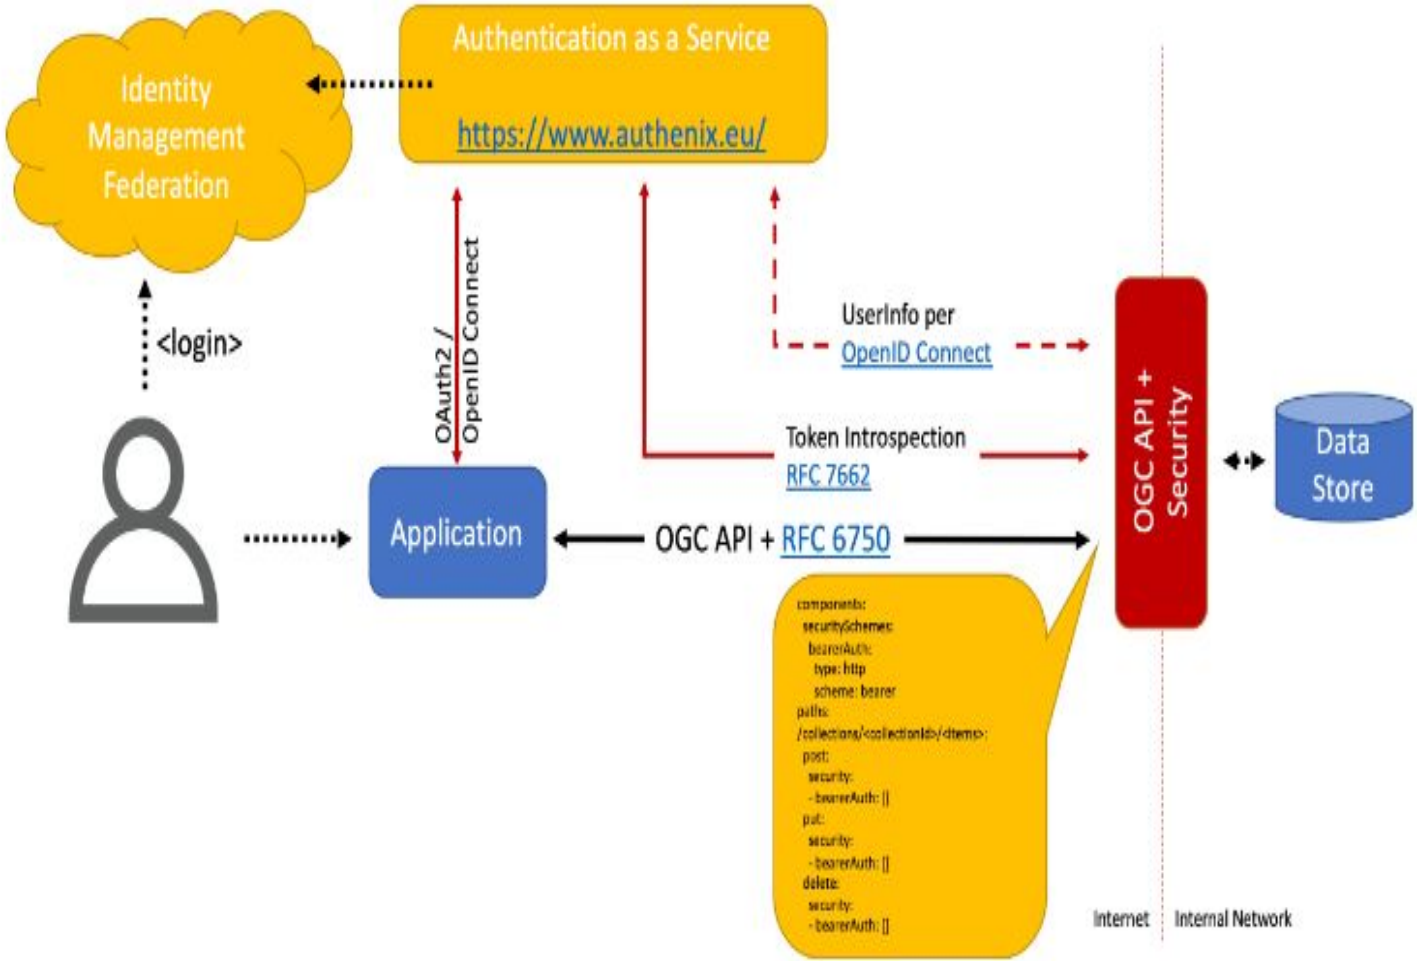 Authentication as a Service
https://www.authenix.eu/
Identity
Management
Federation
<login>
OAuth2 /
OpenID Connect
UserInfo per
OpenID Connect
Token Introspection
RFC 7662
Application
OGC API + RFC 6750
OGC API +
Security
Data
Store
components:
securitySchemes:
bearerAuth:
type: http
scheme: bearer
paths:
/collections/<collectionId>/<items>:
post:
security:
- bearerAuth: []
put:
security:
- bearerAuth: []
delete:
security:
- bearerAuth: []
Internet
Internal Network